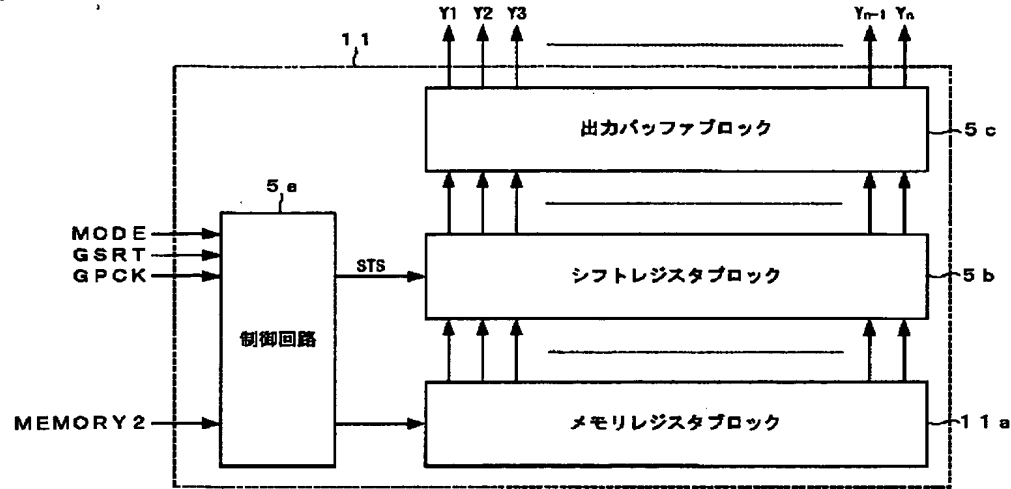 Y1 Y2 Y3 Yn-1 Yn
11
出力バッファブロック
5c
5a
MODE
GSRT
GPCK
STS
シフトレジスタブロック
5b
制御回路
MEMORY2
メモリレジスタブロック
11a